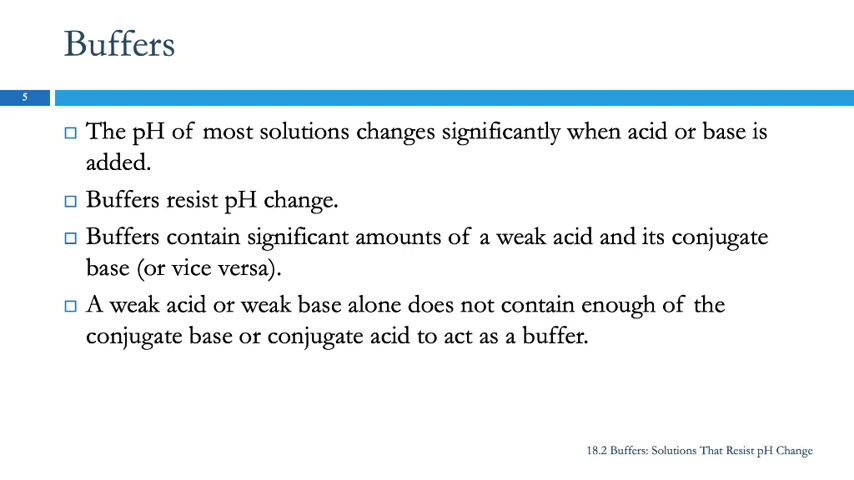 Buffers
5
The pH of most solutions changes significantly when acid or base is
added.
Buffers resist pH change.
Buffers contain significant amounts of a weak acid and its conjugate
base (or vice versa).
A weak acid or weak base alone does not contain enough of the
conjugate base or conjugate acid to act as a buffer.
18.2 Buffers: Solutions That Resist pH Change